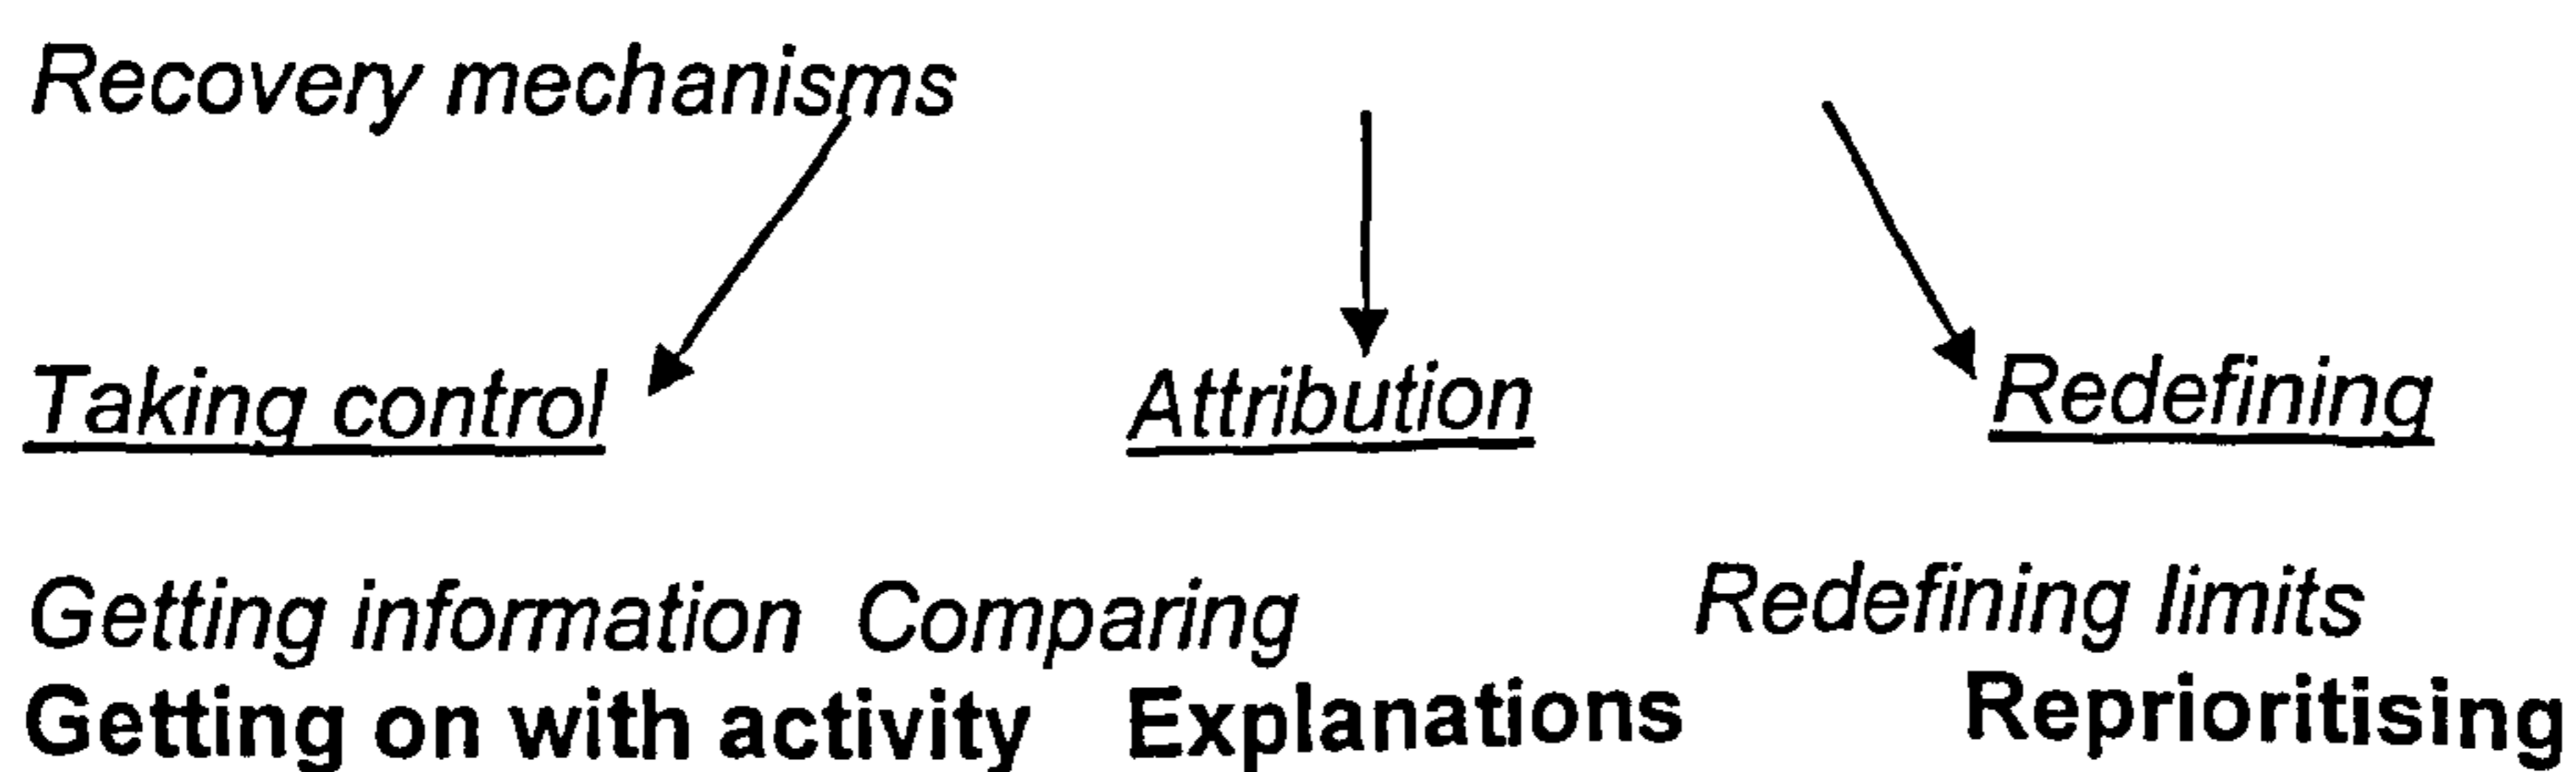 Recovery mechanisms
Taking control Attribution Redefining
Getting information Comparing Redefining limits
Getting on with activity Explanations Reprioritising